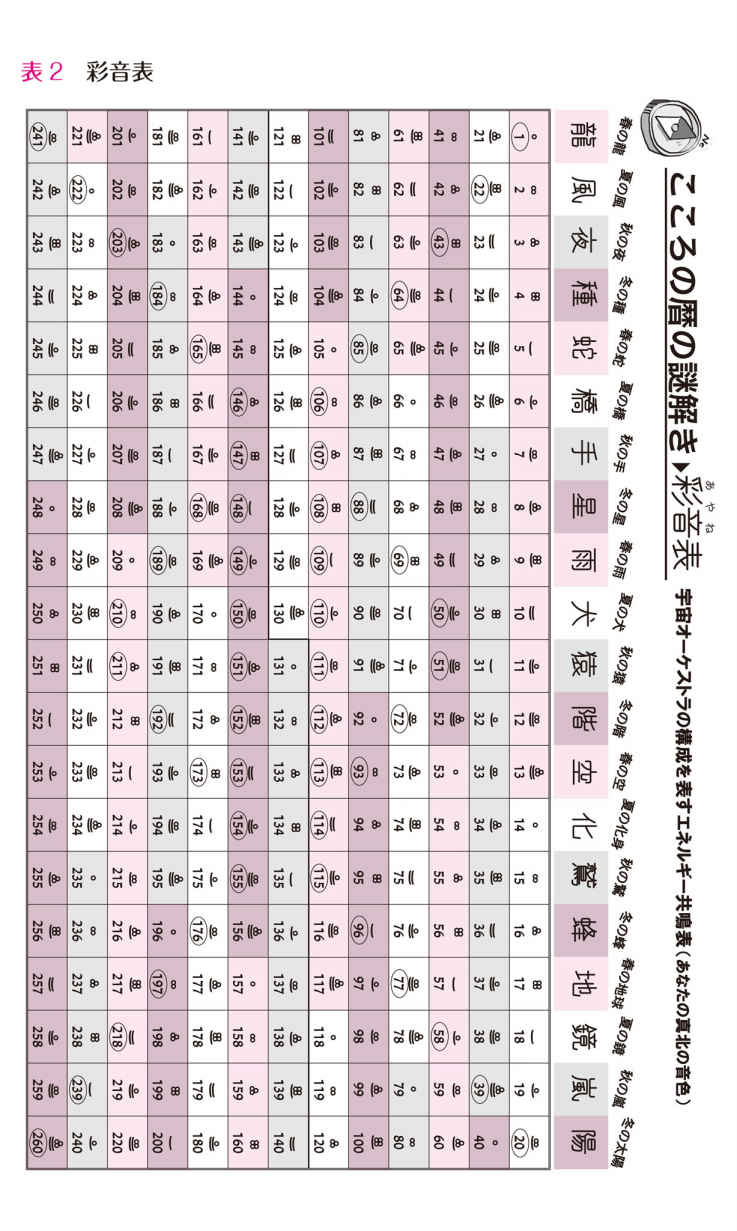 表2 彩音表
こころの暦の謎解き▶彩音表 宇宙オーケストラの構成を表すエネルギー共鳴表（あなたの真北の音色）
あやね
春の龍 夏の風 秋の夜 冬の種 春の蛇 夏の橋 秋の手 冬の星 春の雨 夏の犬 秋の猿 冬の階 春の空 夏の化身 秋の鷲 冬の蜂 春の地球 夏の鏡 秋の嵐 冬の太陽
龍 風 夜 種 蛇 橋 手 星 雨 犬 猿 階 空 化 鷲 蜂 地 鏡 嵐 陽
1 2 3 4 5 6 7 8 9 10 11 12 13 14 15 16 17 18 19 20
21 22 23 24 25 26 27 28 29 30 31 32 33 34 35 36 37 38 39 40
41 42 43 44 45 46 47 48 49 50 51 52 53 54 55 56 57 58 59 60
61 62 63 64 65 66 67 68 69 70 71 72 73 74 75 76 77 78 79 80
81 82 83 84 85 86 87 88 89 90 91 92 93 94 95 96 97 98 99 100
101 102 103 104 105 106 107 108 109 110 111 112 113 114 115 116 117 118 119 120
121 122 123 124 125 126 127 128 129 130 131 132 133 134 135 136 137 138 139 140
141 142 143 144 145 146 147 148 149 150 151 152 153 154 155 156 157 158 159 160
161 162 163 164 165 166 167 168 169 170 171 172 173 174 175 176 177 178 179 180
181 182 183 184 185 186 187 188 189 190 191 192 193 194 195 196 197 198 199 200
201 202 203 204 205 206 207 208 209 210 211 212 213 214 215 216 217 218 219 220
221 222 223 224 225 226 227 228 229 230 231 232 233 234 235 236 237 238 239 240
241 242 243 244 245 246 247 248 249 250 251 252 253 254 255 256 257 258 259 260